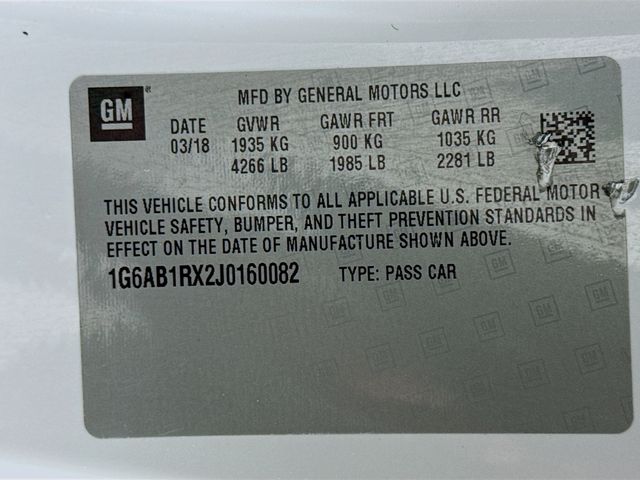 GM
MFD BY GENERAL MOTORS LLC
DATE GVWR GAWR FRT GAWR RR
03/18 1935 KG 900 KG 1035 KG
4266 LB 1985 LB 2281 LB
THIS VEHICLE CONFORMS TO ALL APPLICABLE U.S. FEDERAL MOTOR
VEHICLE SAFETY, BUMPER, AND THEFT PREVENTION STANDARDS IN
EFFECT ON THE DATE OF MANUFACTURE SHOWN ABOVE.
1G6AB1RX2J0160082 TYPE: PASS CAR